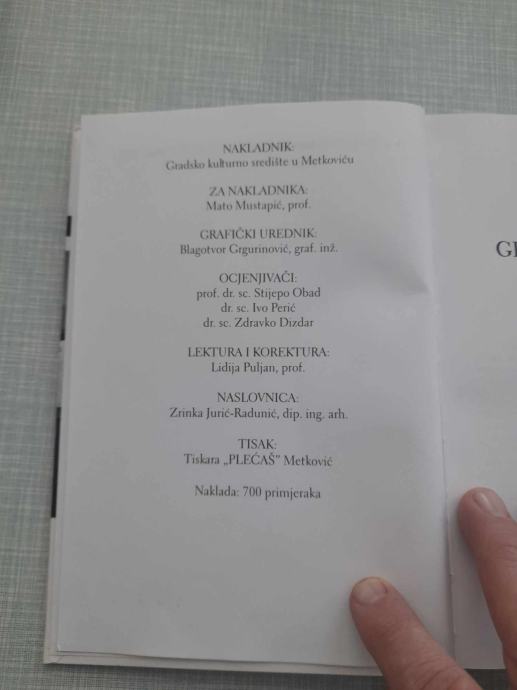 NAKLADNIK:
Gradsko kulturno središte u Metkoviću
ZA NAKLADNIKA:
Mato Mustapić, prof.
GRAFIČKI UREDNIK:
Blagotvor Grgurinović, graf. inž.
OCJENJIVAČI:
prof. dr. sc. Stijepo Obad
dr. sc. Ivo Perić
dr. sc. Zdravko Dizdar
LEKTURA I KOREKTURA:
Lidija Puljan, prof.
NASLOVNICA:
Zrinka Jurić-Radunić, dip. ing. arh.
TISAK:
Tiskara „PLEĆAŠ” Metković
Naklada: 700 primjeraka